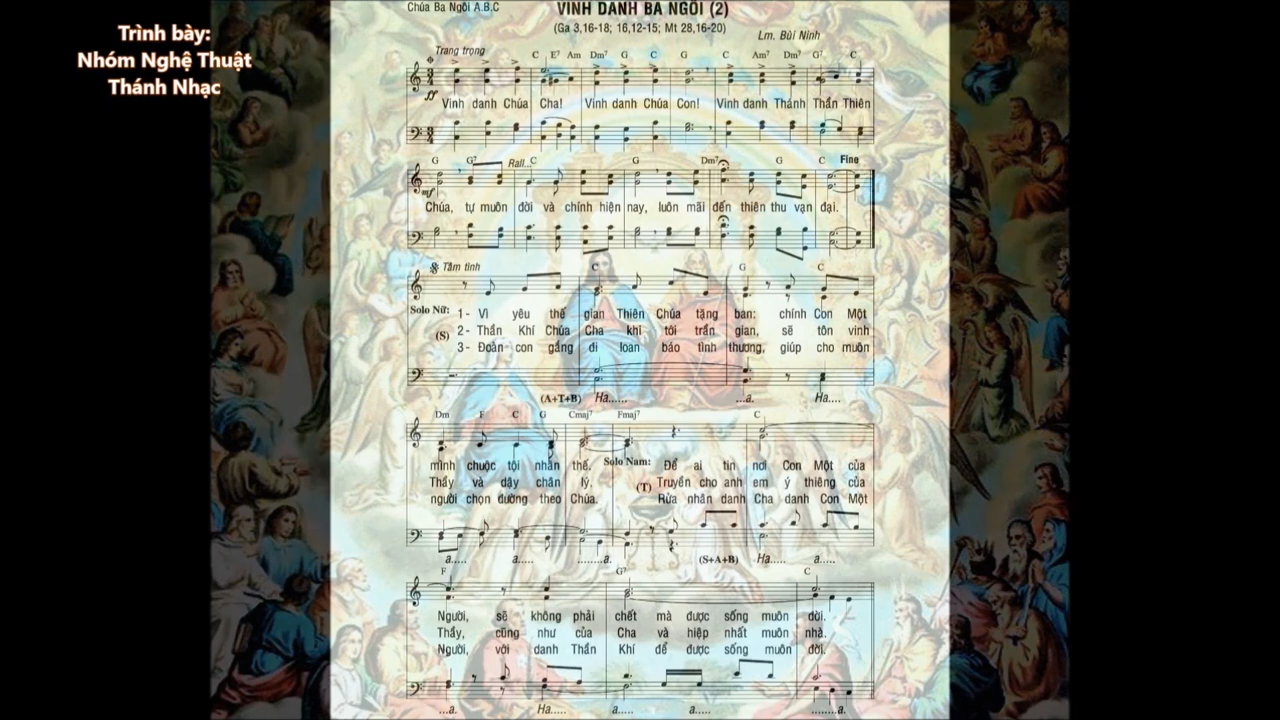 Trình bày:
Nhóm Nghệ Thuật
Thánh Nhạc
Chúa Ba Ngôi A.B.C
VINH DANH BA NGÔI (2)
(Ga 3,16-18; 16,12-15; Mt 28,16-20)
Lm. Bùi Ninh
Trang trọng
C E7 Am Dm7 G C G C Am7 Dm7 G7 C
ff
Vinh danh Chúa Cha! Vinh danh Chúa Con! Vinh danh Thánh Thần Thiên
G G7 Rall... C G Dm7 G C Fine
mf
Chúa, tự muôn đời và chính hiện nay, luôn mãi đến thiên thu vạn đại.
Tâm tình C G C
Solo Nữ: 1- Vì yêu thế gian Thiên Chúa tặng ban: chính Con Một
(S) 2- Thần Khí Chúa Cha khi tới trần gian, sẽ tôn vinh
3- Đoàn con gắng đi loan báo tình thương, giúp cho muôn
(A+T+B) Ha...... ...a. Ha....
Dm F C G Cmaj7 Fmaj7 C
mình chuộc tội nhân thế. Solo Nam: Để ai tin nơi Con Một của
Thầy và dậy chân lý. (T) Truyền cho anh em ý thiêng của
người chọn đường theo Chúa. Rửa nhân danh Cha danh Con Một
a..... a..... ........a. (S+A+B) Ha..... a.....
F G7 C
Người, sẽ không phải chết mà được sống muôn đời.
Thầy, cũng như của Cha và hiệp nhất muôn nhà.
Người, với danh Thần Khí để được sống muôn đời.
...a. Ha..... a..... a..... ........a.